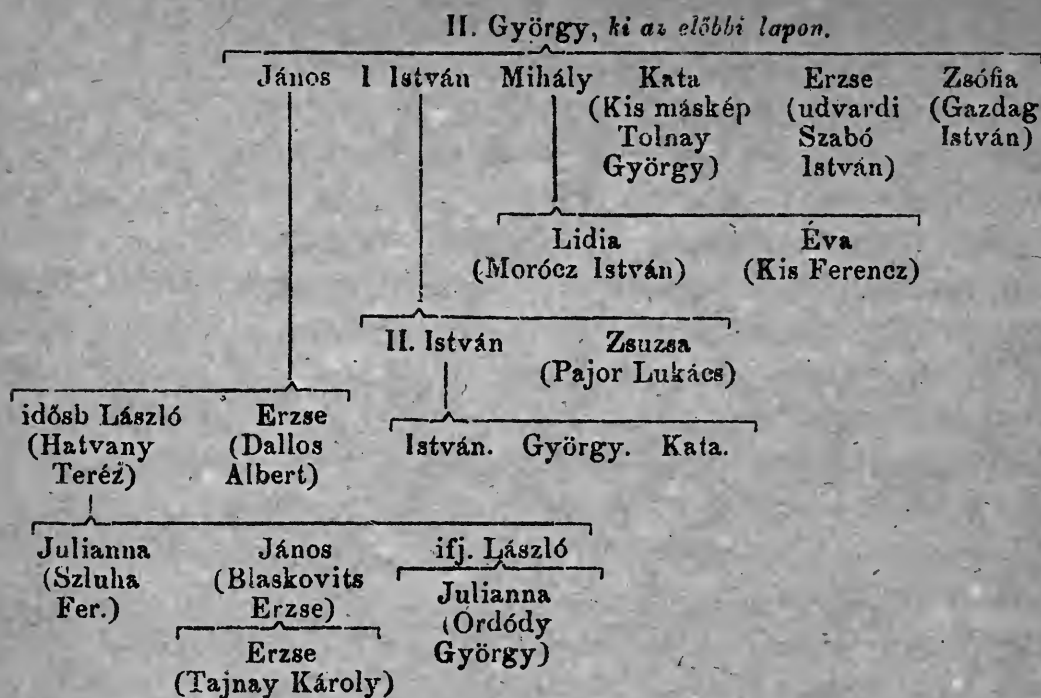 II. György, ki az előbbi lapon.
János I István Mihály Kata Erzse Zsófia
(Kis máskép (udvardi (Gazdag
Tolnay Szabó István)
György) István)
Lidia Éva
(Morócz István) (Kis Ferencz)
II. István Zsuzsa
(Pajor Lukács)
idősb László Erzse
(Hatvany (Dallos István. György. Kata.
Teréz) Albert)
Julianna János ifj. László
(Szluha (Blaskovits Julianna
Fer.) Erzse) (Ordódy
Erzse György)
(Tajnay Károly)